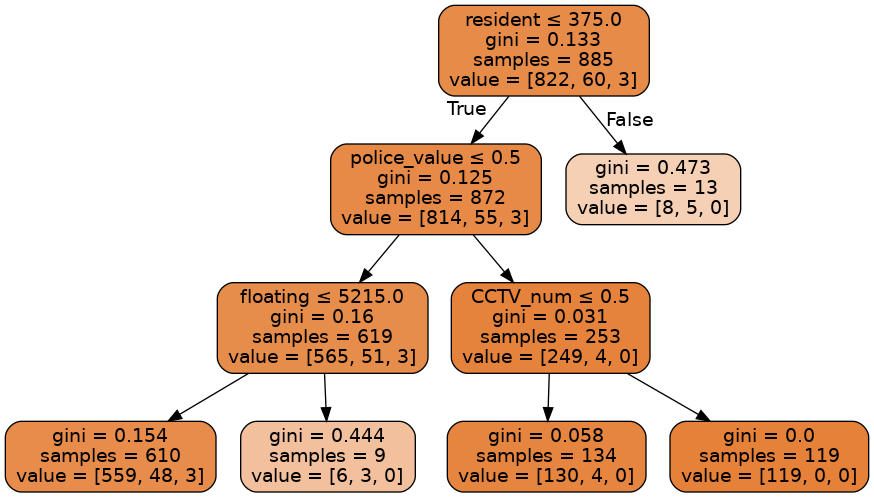 resident ≤ 375.0
gini = 0.133
samples = 885
value = [822, 60, 3]
True
False
police_value ≤ 0.5
gini = 0.125
samples = 872
value = [814, 55, 3]
gini = 0.473
samples = 13
value = [8, 5, 0]
floating ≤ 5215.0
gini = 0.16
samples = 619
value = [565, 51, 3]
CCTV_num ≤ 0.5
gini = 0.031
samples = 253
value = [249, 4, 0]
gini = 0.154
samples = 610
value = [559, 48, 3]
gini = 0.444
samples = 9
value = [6, 3, 0]
gini = 0.058
samples = 134
value = [130, 4, 0]
gini = 0.0
samples = 119
value = [119, 0, 0]